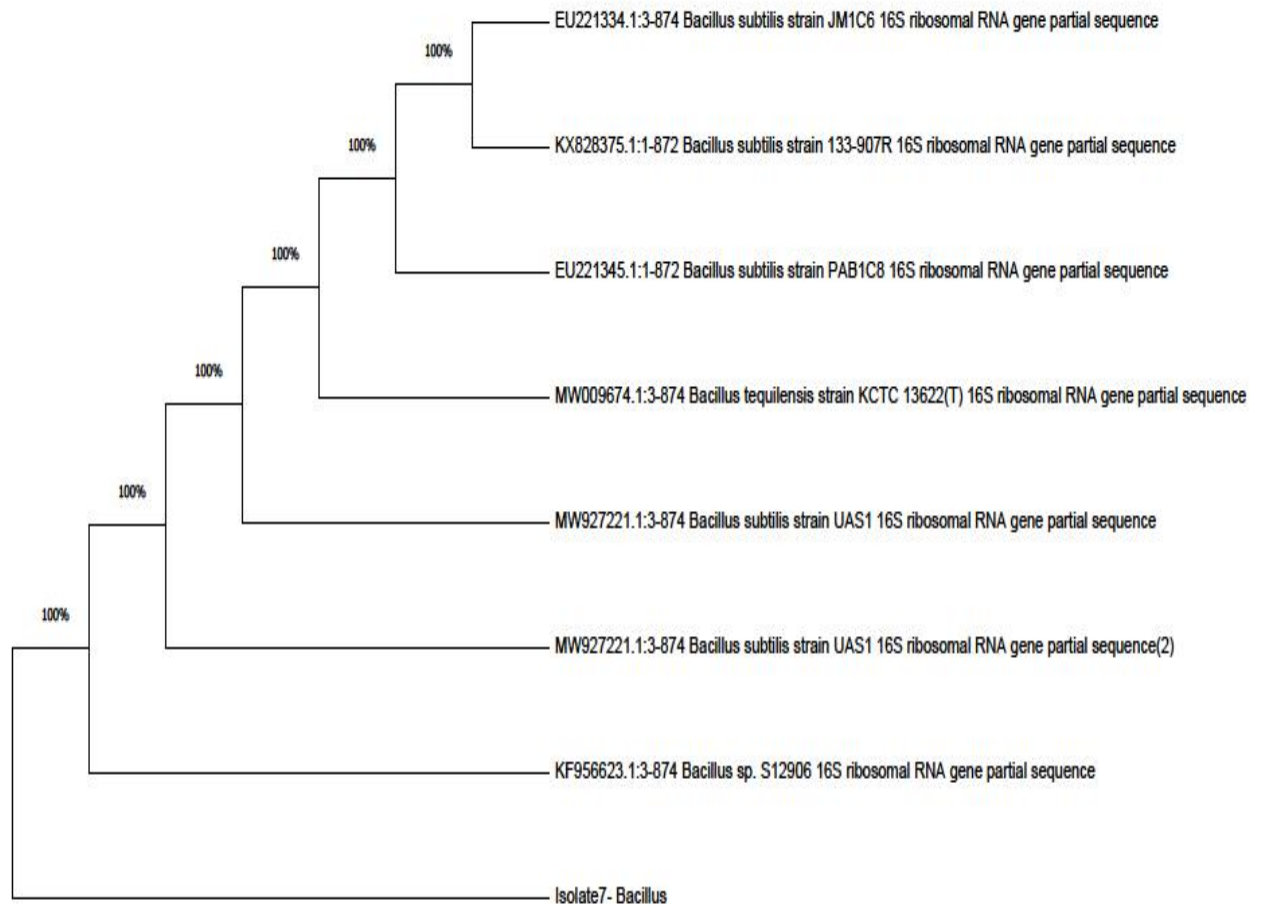 EU221334.1:3-874 Bacillus subtilis strain JM1C6 16S ribosomal RNA gene partial sequence
100%
KX828375.1:1-872 Bacillus subtilis strain 133-907R 16S ribosomal RNA gene partial sequence
100%
100%
EU221345.1:1-872 Bacillus subtilis strain PAB1C8 16S ribosomal RNA gene partial sequence
100%
MW009674.1:3-874 Bacillus tequilensis strain KCTC 13622(T) 16S ribosomal RNA gene partial sequence
100%
MW927221.1:3-874 Bacillus subtilis strain UAS1 16S ribosomal RNA gene partial sequence
100%
MW927221.1:3-874 Bacillus subtilis strain UAS1 16S ribosomal RNA gene partial sequence(2)
KF956623.1:3-874 Bacillus sp. S12906 16S ribosomal RNA gene partial sequence
Isolate7- Bacillus